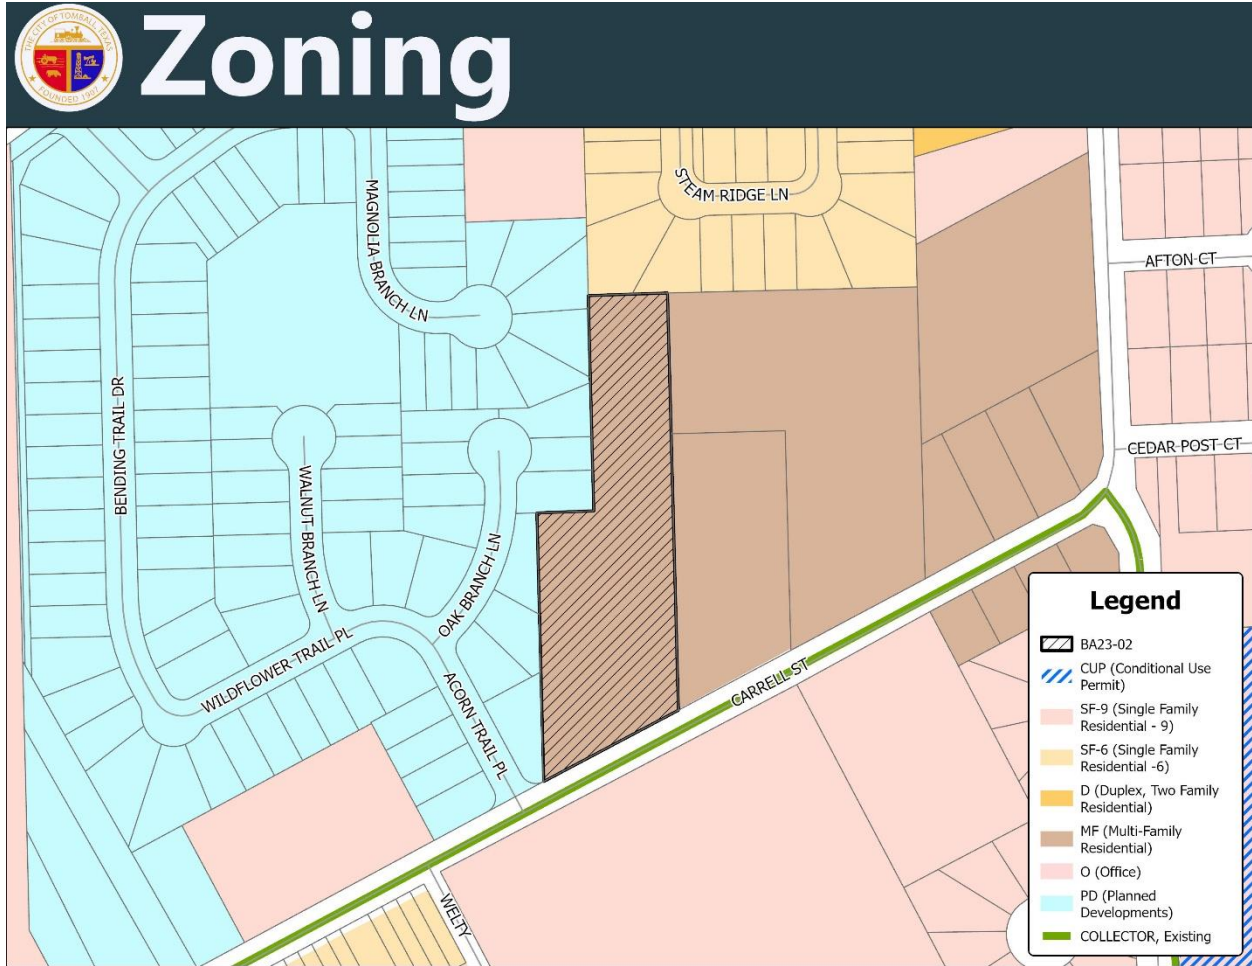 THE CITY OF TOMBALL, TEXAS
FOUNDED 1907
Zoning
STEAM RIDGE LN
MAGNOLIA BRANCH LN
AFTON CT
BENDING TRAIL DR
CEDAR POST CT
WALNUT BRANCH LN
OAK BRANCH LN
WILDFLOWER TRAIL PL
ACORN TRAIL PL
CARRELL ST
WELTY
Legend
BA23-02
CUP (Conditional Use
Permit)
SF-9 (Single Family
Residential - 9)
SF-6 (Single Family
Residential -6)
D (Duplex, Two Family
Residential)
MF (Multi-Family
Residential)
O (Office)
PD (Planned
Developments)
COLLECTOR, Existing